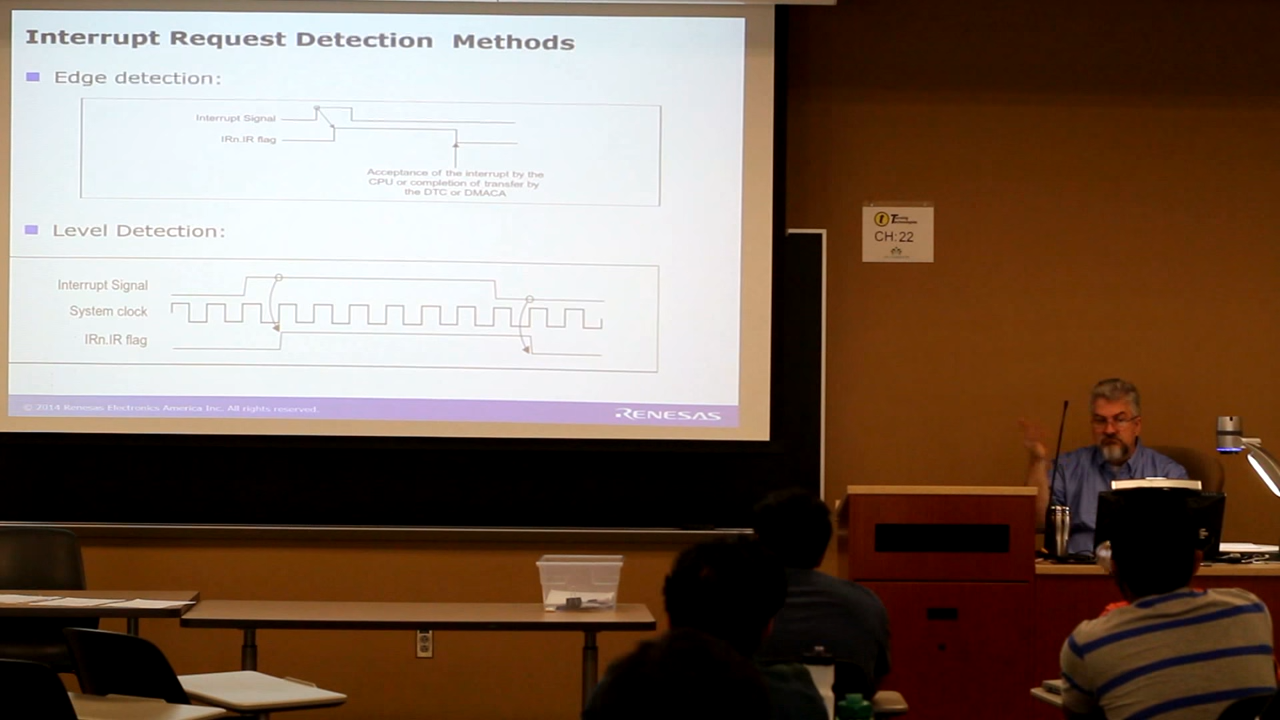 Interrupt Request Detection Methods
Edge detection:
Interrupt Signal
IRn.IR flag
Acceptance of the interrupt by the
CPU or completion of transfer by
the DTC or DMACA
Level Detection:
Interrupt Signal
System clock
IRn.IR flag
© 2014 Renesas Electronics America Inc. All rights reserved.
RENESAS
Turning
Technologies
CH: 22